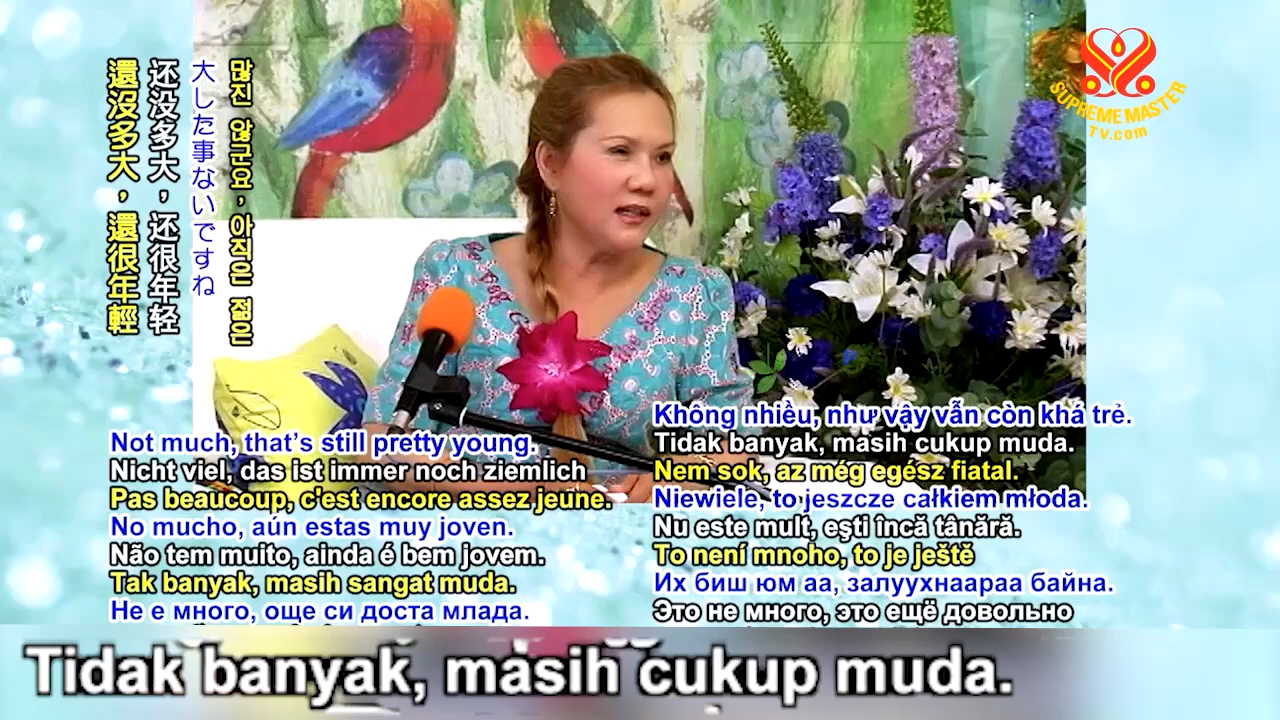 SUPREME MASTER
TV.com
많진 않군요, 아직은 젊은
大した事ないですね
还没多大，还很年轻
還沒多大，還很年輕
Not much, that's still pretty young.
Nicht viel, das ist immer noch ziemlich
Pas beaucoup, c'est encore assez jeune.
No mucho, aún estas muy joven.
Não tem muito, ainda é bem jovem.
Tak banyak, masih sangat muda.
Не е много, още си доста млада.
Không nhiều, như vậy vẫn còn khá trẻ.
Tidak banyak, masih cukup muda.
Nem sok, az még egész fiatal.
Niewiele, to jeszcze całkiem młoda.
Nu este mult, eşti încă tânără.
To není mnoho, to je ještě
Их биш юм аа, залуухнаараа байна.
Это не много, это ещё довольно
Tidak banyak, masih cukup muda.